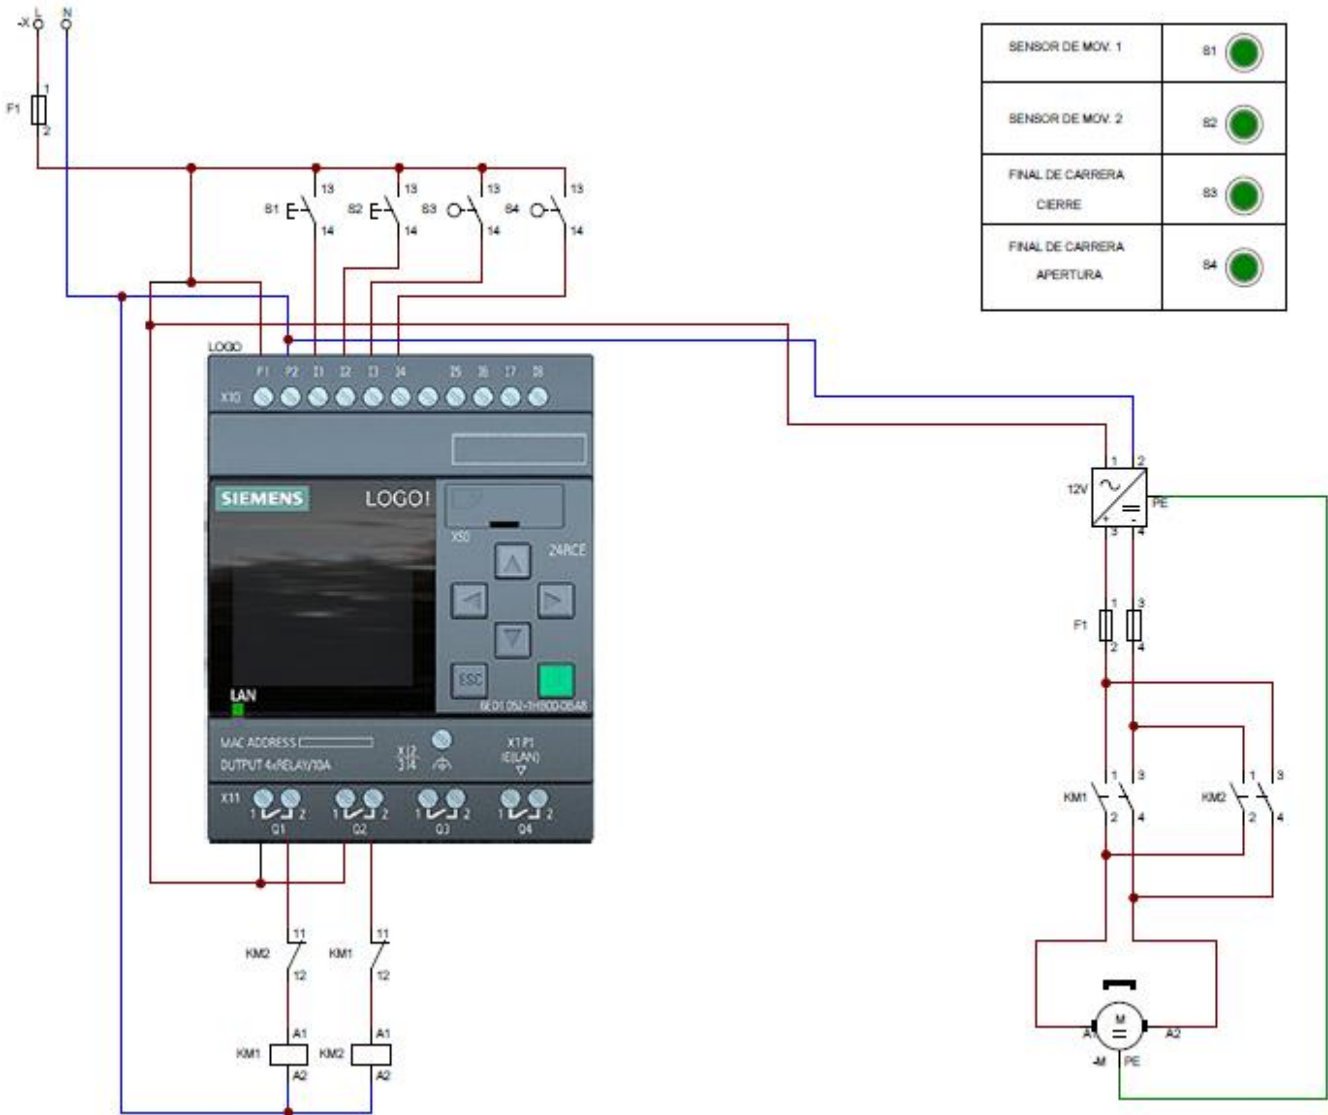 -X L N
F1
1
2
SENSOR DE MOV. 1
S1
SENSOR DE MOV. 2
S2
FINAL DE CARRERA
CIERRE
S3
FINAL DE CARRERA
APERTURA
S4
S1 13 14
S2 13 14
S3 13 14
S4 13 14
LOGO
P1 P2 I1 I2 I3 I4 I5 I6 I7 I8
X10
SIEMENS LOGO!
X50
24RCE
ESC
LAN
6ED1 052-1HB00-0BA8
MAC ADDRESS
OUTPUT 4xRELAY/10A
X1 P1
IE(LAN)
X11
1 2 1 2 1 2 1 2
Q1 Q2 Q3 Q4
KM2 11 12
KM1 11 12
KM1 A1 A2
KM2 A1 A2
1 2
12V
PE
+ -
3 4
F1
1 3
2 4
KM1
1 3
2 4
KM2
1 3
2 4
M
A1 A2
-M PE